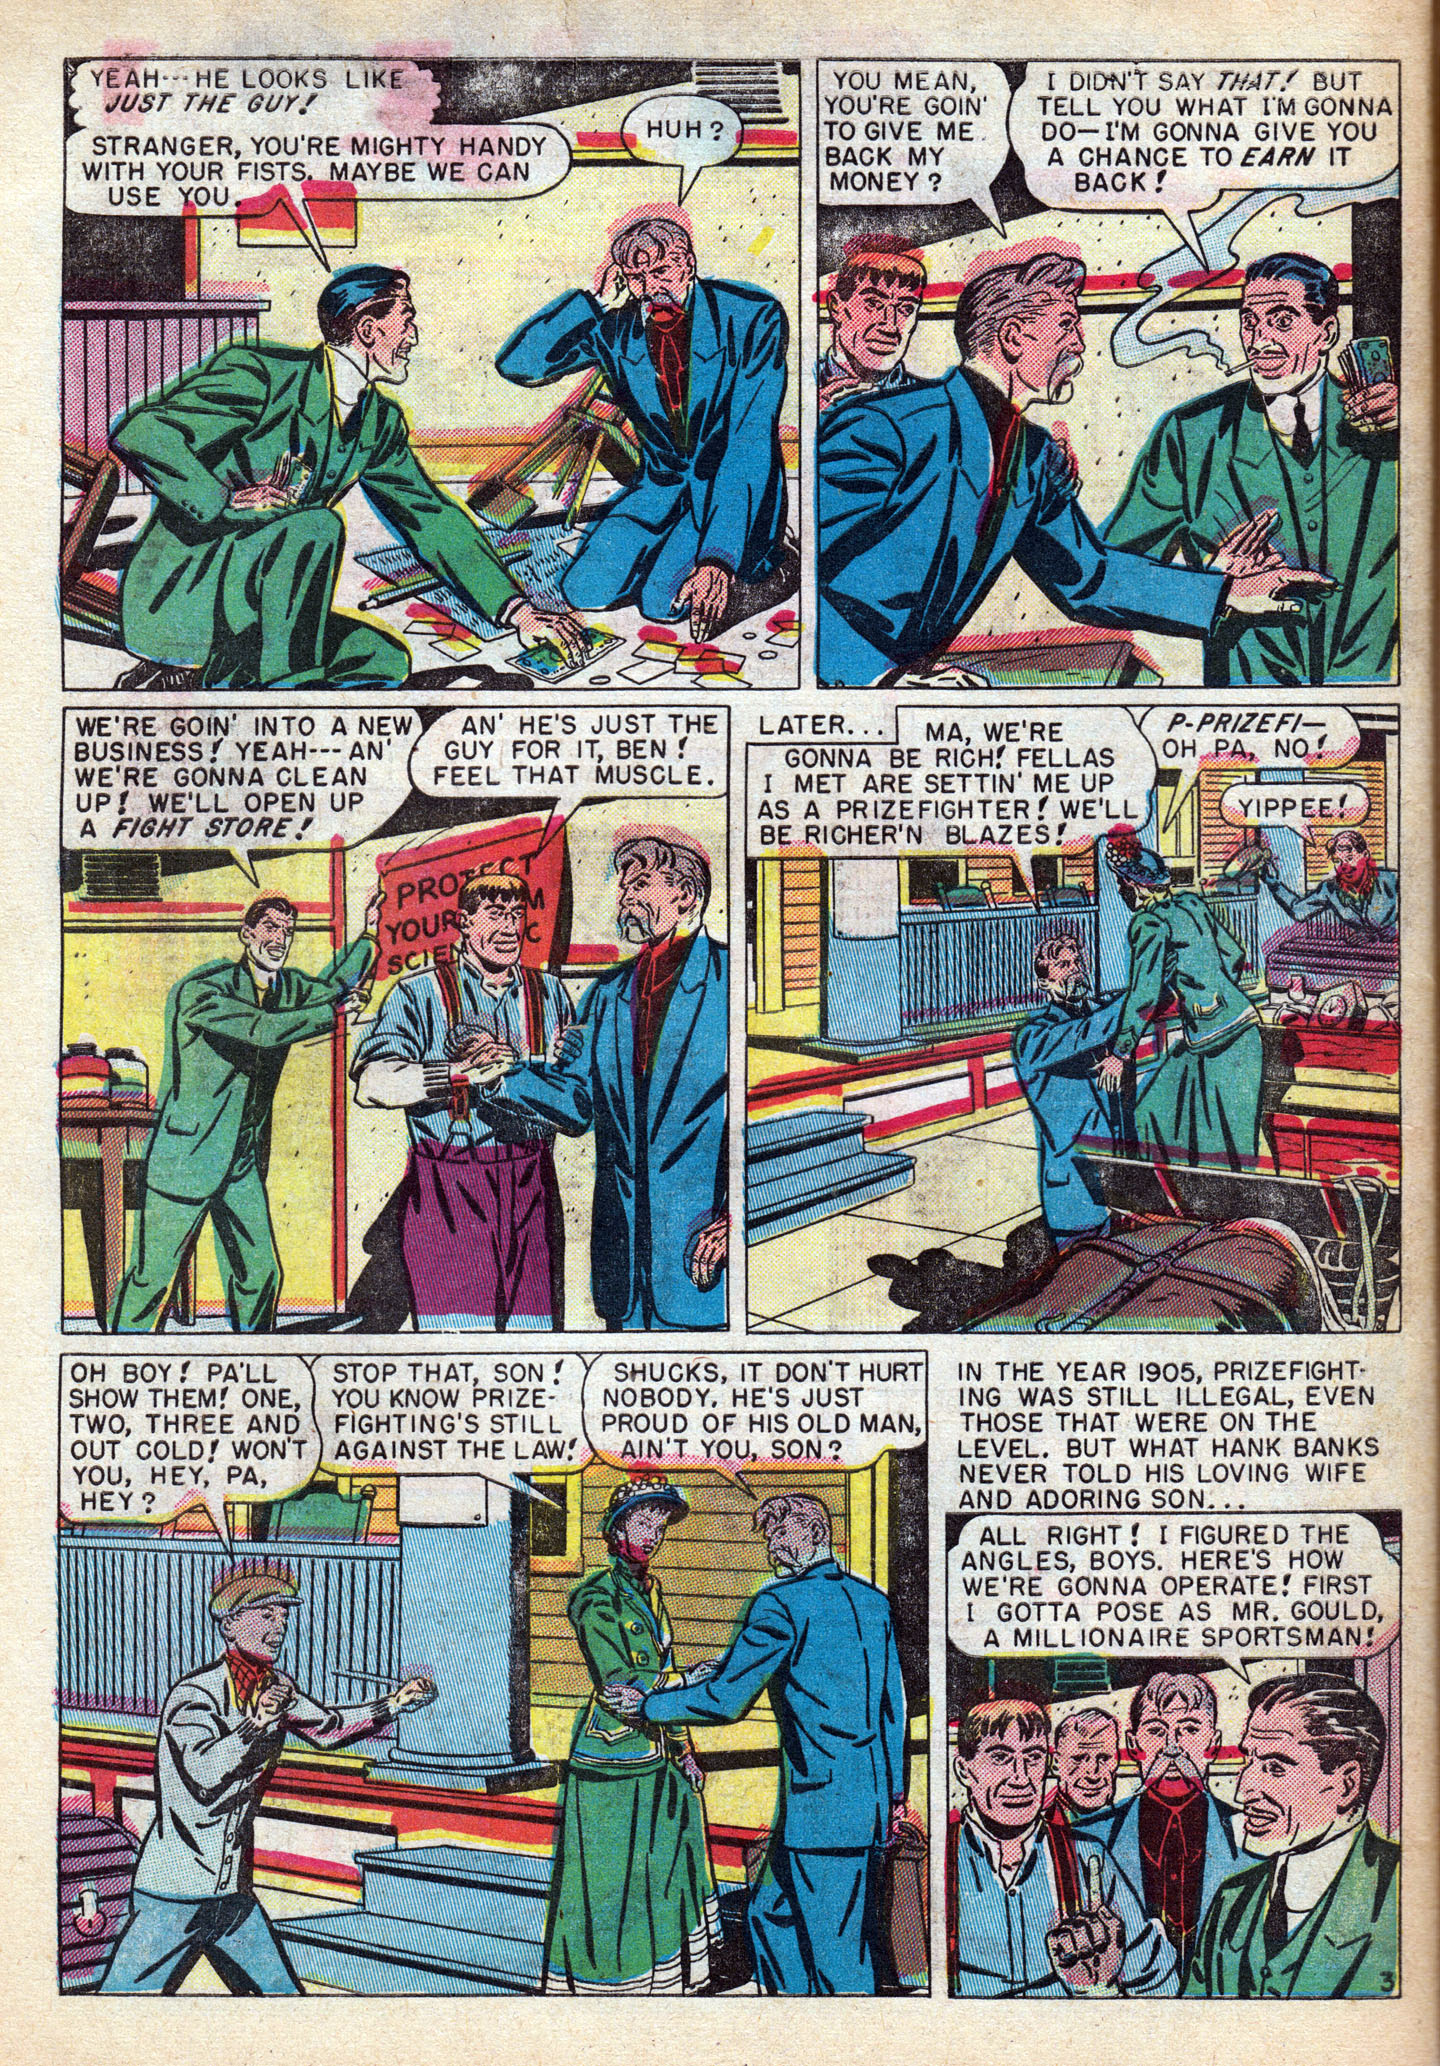 YEAH---HE LOOKS LIKE
JUST THE GUY!
STRANGER, YOU'RE MIGHTY HANDY
WITH YOUR FISTS. MAYBE WE CAN
USE YOU.
HUH?
YOU MEAN,
YOU'RE GOIN'
TO GIVE ME
BACK MY
MONEY?
I DIDN'T SAY THAT! BUT
TELL YOU WHAT I'M GONNA
DO—I'M GONNA GIVE YOU
A CHANCE TO EARN IT
BACK!
WE'RE GOIN' INTO A NEW
BUSINESS! YEAH---AN'
WE'RE GONNA CLEAN
UP! WE'LL OPEN UP
A FIGHT STORE!
AN' HE'S JUST THE
GUY FOR IT, BEN!
FEEL THAT MUSCLE.
PROTECT
YOUR
SCIEN
LATER...
MA, WE'RE
GONNA BE RICH! FELLAS
I MET ARE SETTIN' ME UP
AS A PRIZEFIGHTER! WE'LL
BE RICHER'N BLAZES!
P-PRIZEFI—
OH PA, NO!
YIPPEE!
OH BOY! PA'LL
SHOW THEM! ONE,
TWO, THREE AND
OUT COLD! WON'T
YOU, HEY, PA,
HEY?
STOP THAT, SON!
YOU KNOW PRIZE-
FIGHTING'S STILL
AGAINST THE LAW!
SHUCKS, IT DON'T HURT
NOBODY. HE'S JUST
PROUD OF HIS OLD MAN,
AIN'T YOU, SON?
IN THE YEAR 1905, PRIZEFIGHT-
ING WAS STILL ILLEGAL, EVEN
THOSE THAT WERE ON THE
LEVEL. BUT WHAT HANK BANKS
NEVER TOLD HIS LOVING WIFE
AND ADORING SON...
ALL RIGHT! I FIGURED THE
ANGLES, BOYS. HERE'S HOW
WE'RE GONNA OPERATE! FIRST
I GOTTA POSE AS MR. GOULD,
A MILLIONAIRE SPORTSMAN!
3